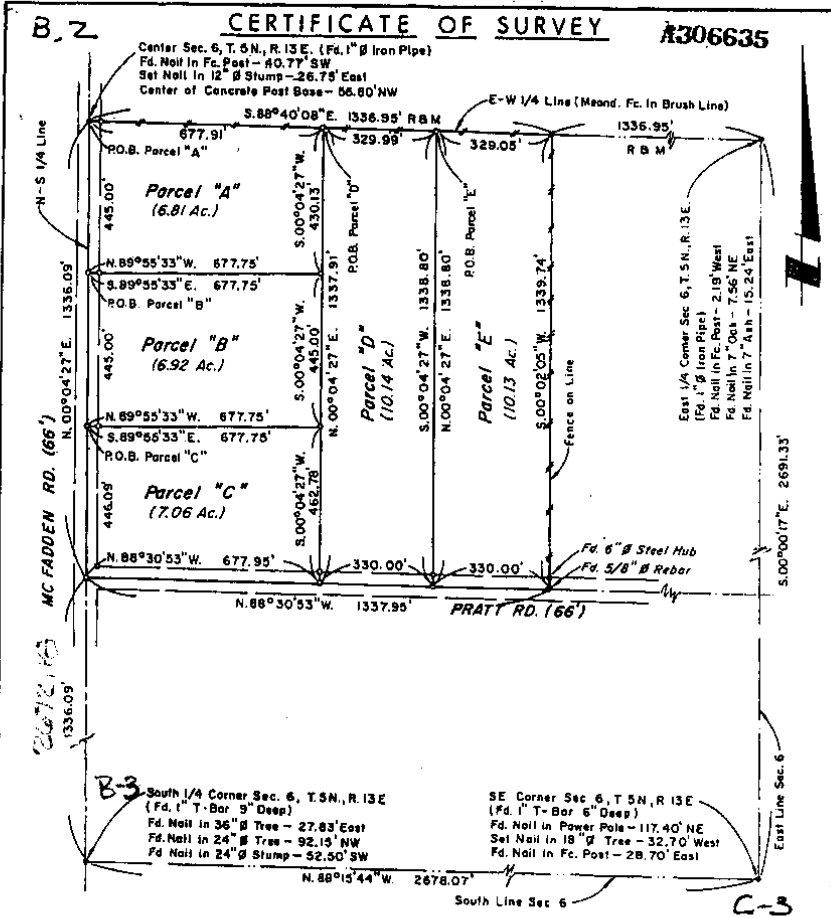 B, 2
CERTIFICATE OF SURVEY
A306635
Center Sec. 6, T. 5N., R. 13 E. (Fd. 1" Ø Iron Pipe)
Fd. Nail In Fc. Post – 40.77' SW
Set Nail In 12" Ø Stump – 26.75' East
Center of Concrete Post Base – 56.80' NW
S.88°40'08"E. 1336.95' R & M
E-W 1/4 Line (Meand. Fc. In Brush Line)
677.91'
329.99'
329.05'
1336.95'
R & M
P.O.B. Parcel "A"
N-S 1/4 Line
Parcel "A"
(6.81 Ac.)
445.00'
S.00°04'27"W.
430.13'
P.O.B. Parcel "D"
P.O.B. Parcel "E"
N.89°55'33"W. 677.75'
S.89°55'33"E. 677.75'
P.O.B. Parcel "B"
Parcel "B"
(6.92 Ac.)
445.00'
S.00°04'27"W.
445.00'
N.00°04'27"E. 1336.09'
N.00°04'27"E. 1337.91'
Parcel "D"
(10.14 Ac.)
S.00°04'27"W. 1338.80'
N.00°04'27"E. 1338.80'
Parcel "E"
(10.13 Ac.)
S.00°02'05"W. 1339.74'
Fence on Line
East 1/4 Corner Sec 6, T. 5N., R. 13 E.
(Fd. 1" Ø Iron Pipe)
Fd. Nail in Fc. Post – 2.19' West
Fd. Nail in 7" Oak – 7.56' NE
Fd. Nail in 7" Ash – 15.24' East
S.00°00'17"E. 2691.33'
N.89°55'33"W. 677.75'
S.89°55'33"E. 677.75'
P.O.B. Parcel "C"
Parcel "C"
(7.06 Ac.)
446.09'
S.00°04'27"W.
462.78'
MC FADDEN RD. (66')
N.88°30'53"W. 677.95'
330.00'
330.00'
Fd. 6" Ø Steel Hub
Fd. 5/8" Ø Rebar
N.88°30'53"W. 1337.95'
PRATT RD. (66')
1336.09'
B-3
South 1/4 Corner Sec. 6, T. 5N., R. 13 E
(Fd. 1" T-Bar 9" Deep)
Fd. Nail in 36" Ø Tree – 27.83' East
Fd. Nail in 24" Ø Tree – 92.15' NW
Fd Nail in 24" Ø Stump – 52.50' SW
SE Corner Sec 6, T 5N., R 13E
(Fd. 1" T-Bar 6" Deep)
Fd. Nail in Power Pole – 117.40' NE
Set Nail in 18" Ø Tree – 32.70' West
Fd. Nail in Fc. Post – 28.70' East
East Line Sec. 6
N.89°15'44"W. 2678.07'
South Line Sec 6
C-3